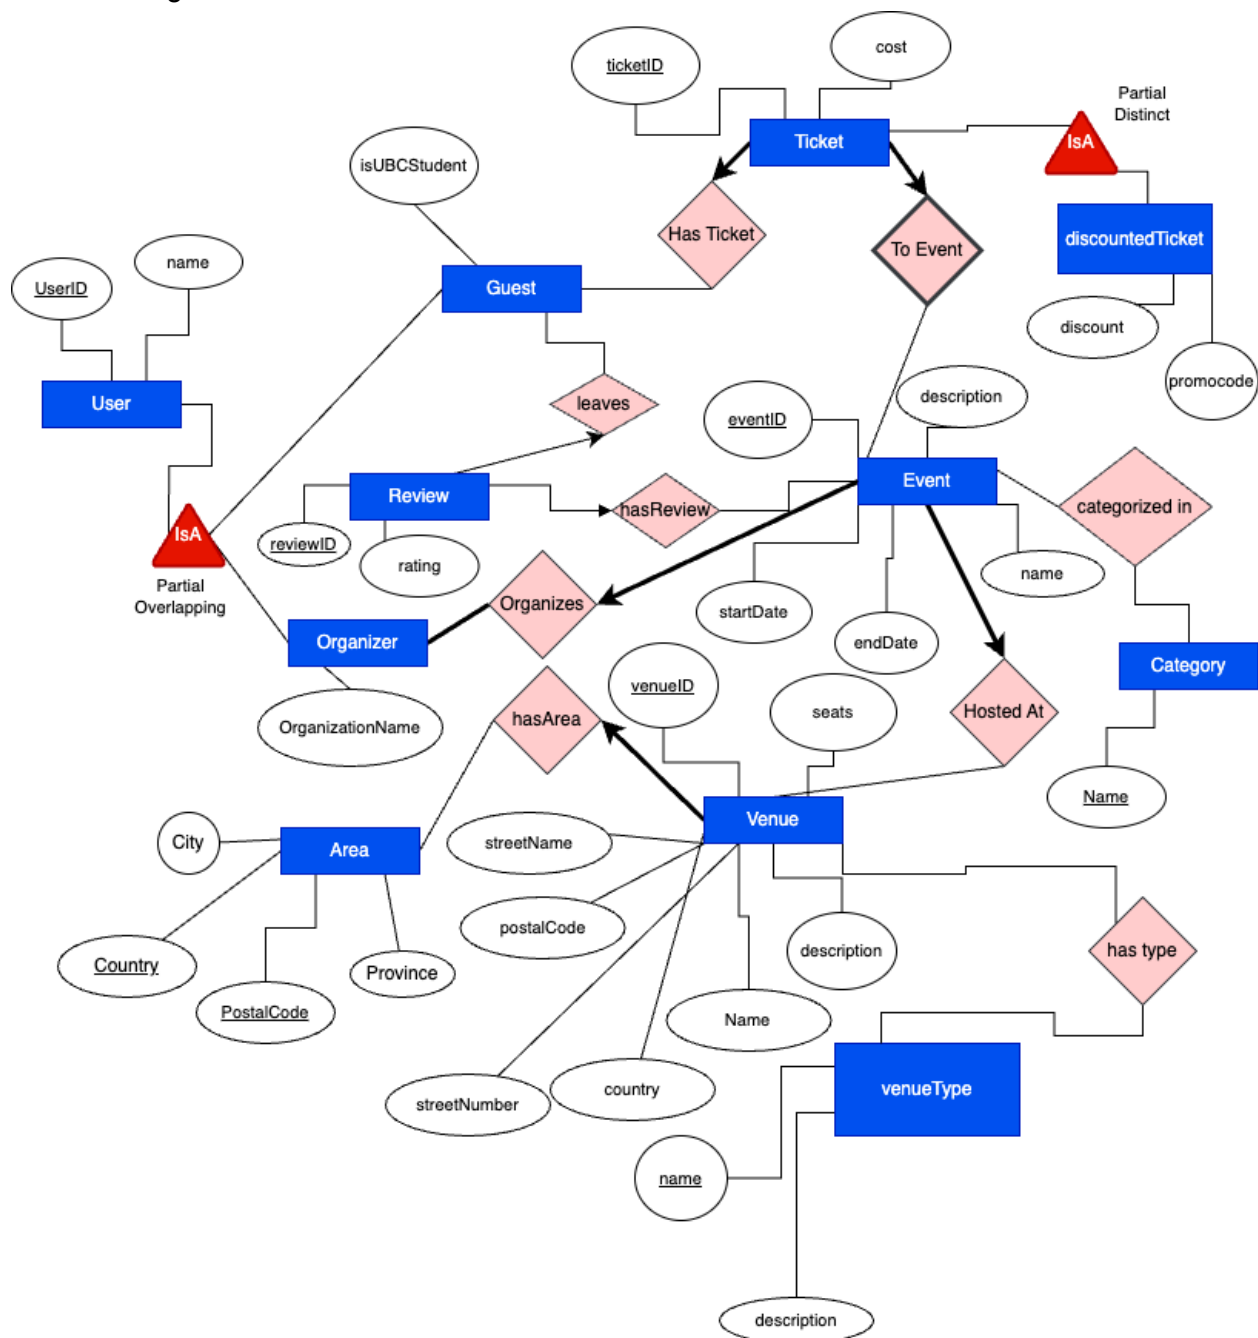 ticketID
cost
Partial
Distinct
Ticket
IsA
isUBCStudent
Has Ticket
To Event
discountedTicket
name
UserID
Guest
discount
promocode
User
leaves
eventID
description
Review
hasReview
Event
categorized in
IsA
reviewID
rating
name
Partial
Overlapping
Organizes
startDate
endDate
Organizer
Category
venueID
seats
Hosted At
OrganizationName
hasArea
Name
City
Area
streetName
Venue
postalCode
description
has type
Country
Province
PostalCode
Name
streetNumber
country
venueType
name
description